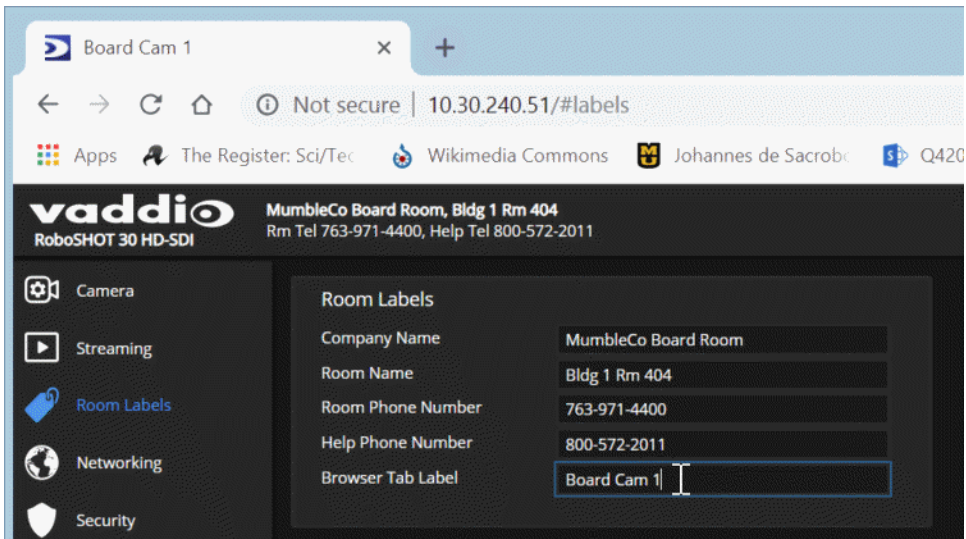 Board Cam 1
Not secure | 10.30.240.51/#labels
Apps The Register: Sci/Tec Wikimedia Commons Johannes de Sacrobo Q420
vaddio
RoboSHOT 30 HD-SDI
MumbleCo Board Room, Bldg 1 Rm 404
Rm Tel 763-971-4400, Help Tel 800-572-2011
Camera
Streaming
Room Labels
Networking
Security
Room Labels
Company Name MumbleCo Board Room
Room Name Bldg 1 Rm 404
Room Phone Number 763-971-4400
Help Phone Number 800-572-2011
Browser Tab Label Board Cam 1